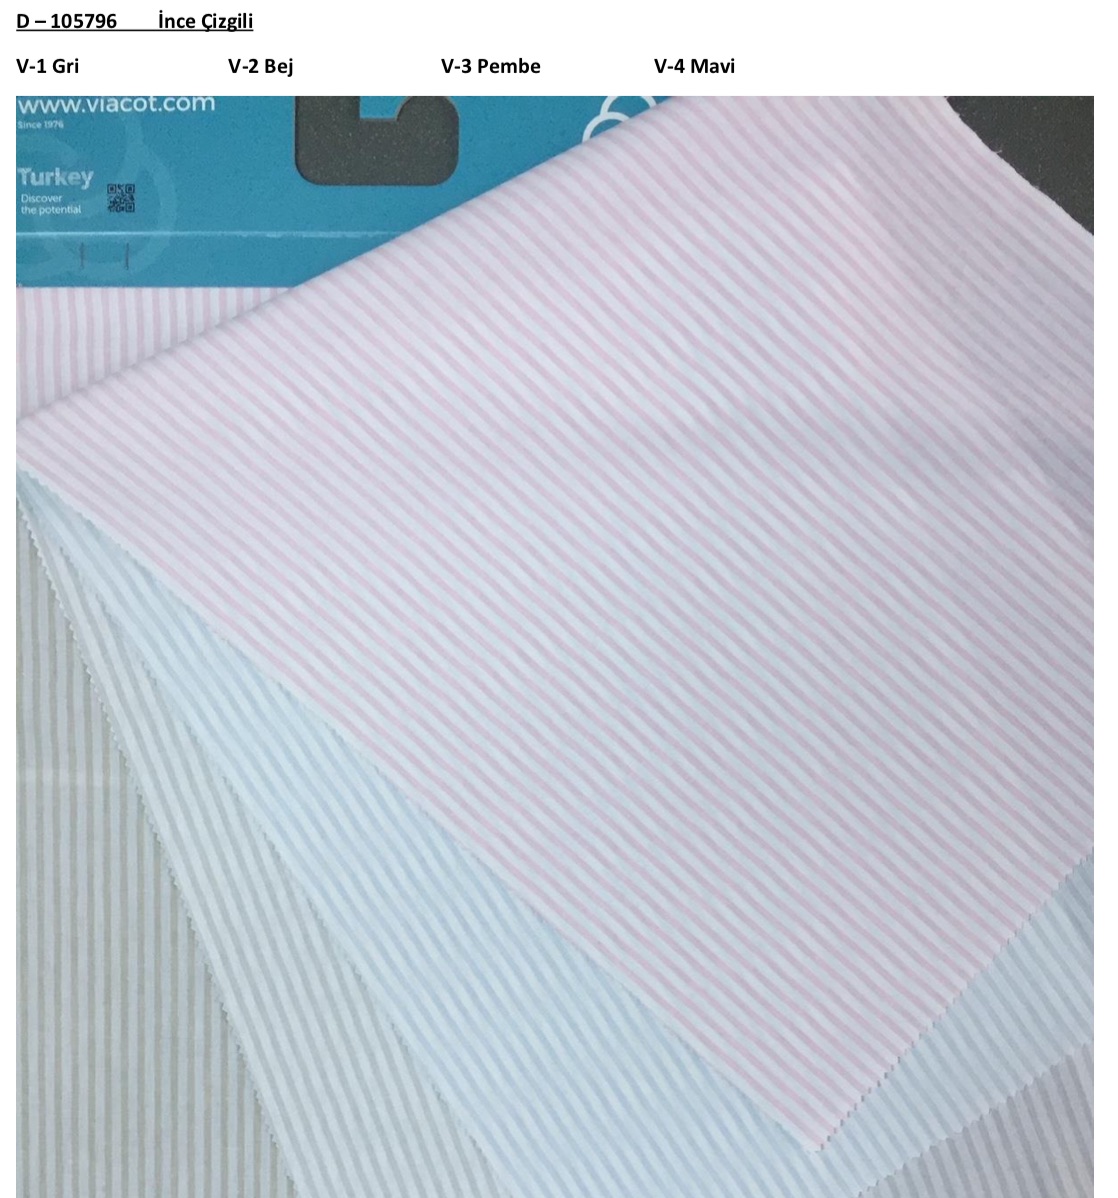 D – 105796 İnce Çizgili
V-1 Gri V-2 Bej V-3 Pembe V-4 Mavi
www.viacot.com
Since 1976
Turkey
Discover
the potential